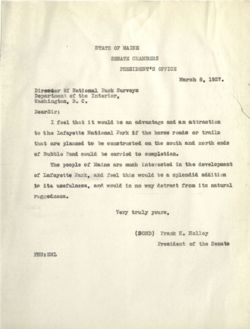 STATE OF MAINE
SENATE CHAMBERS
PRESIDENT'S OFFICE
March 8, 1927.
Director Of National Park Surveys
Department of the Interior,
Washington, D. C.
DearSir:
I feel that it would be an advantage and an attraction
to the Lafayette National Park if the horse roads or trails
that are planned to be constructed on the south and north ends
of Bubble Pond could be carried to completion.
The people of Maine are much interested in the development
of Lafayette Park, and feel this would be a splendid addition
to its usefulness, and would in no way detract from its natural
ruggedness.
Very truly yours,
(SGND) Frank H. Holley
President of the Senate